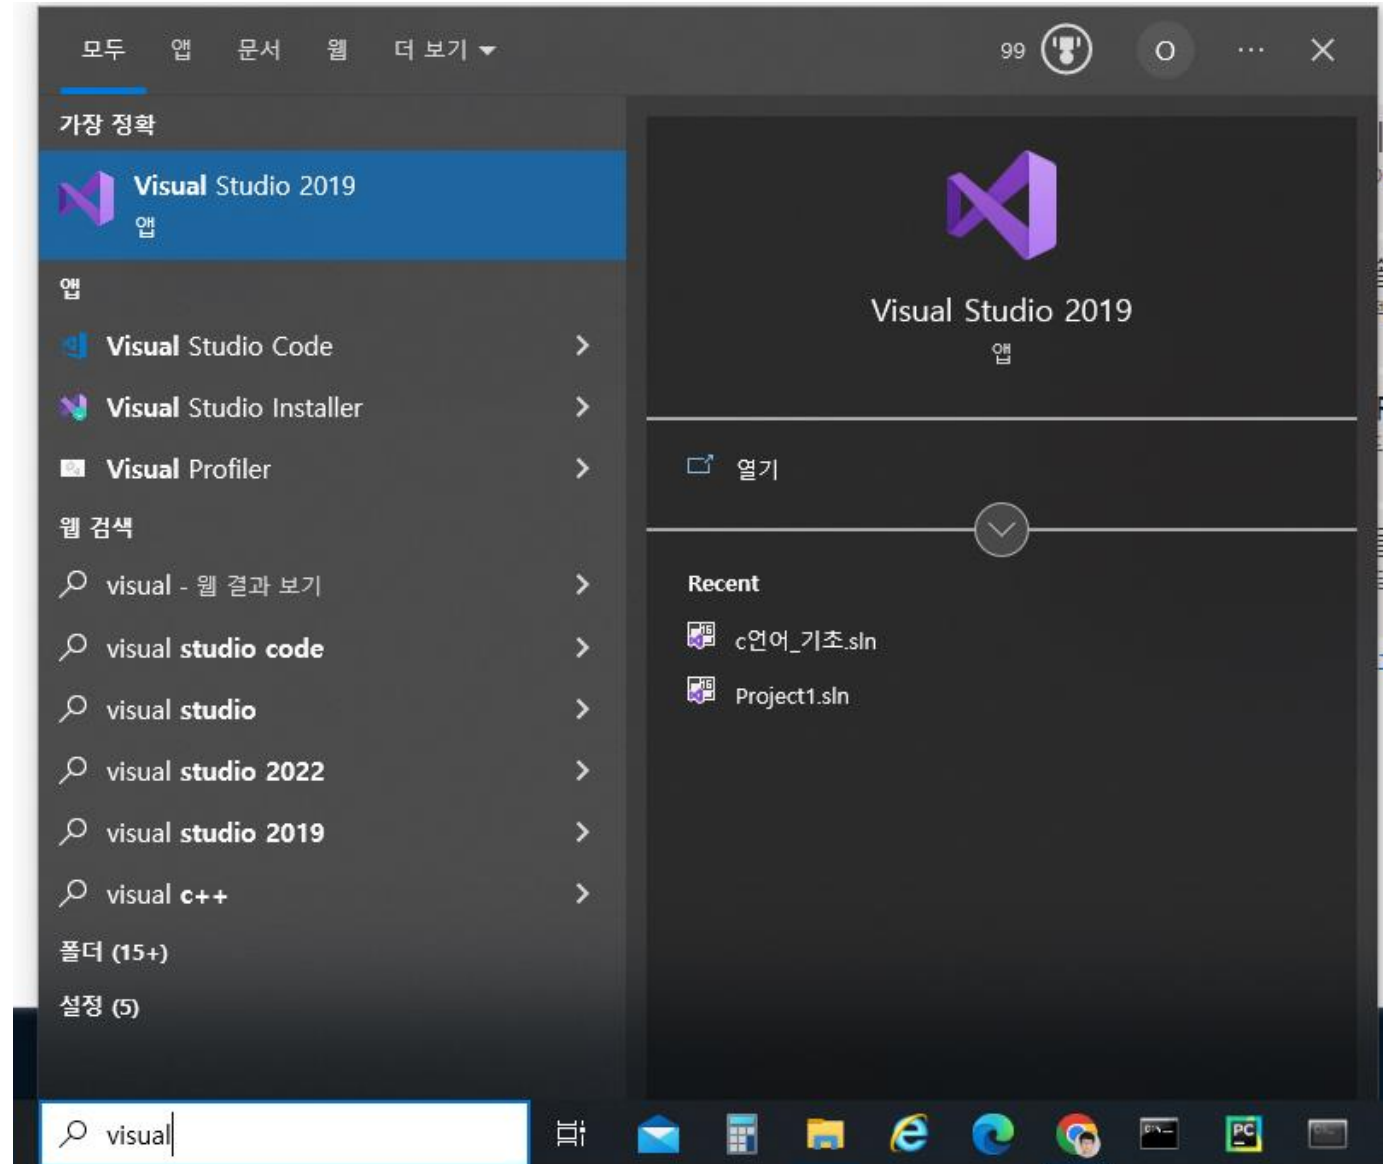 모두 앱 문서 웹 더 보기 99 O ... 
가장 정확
Visual Studio 2019
앱
앱
Visual Studio Code
Visual Studio Installer
Visual Profiler
웹 검색
visual - 웹 결과 보기
visual studio code
visual studio
visual studio 2022
visual studio 2019
visual c++
폴더 (15+)
설정 (5)
Visual Studio 2019
앱
열기
Recent
c언어_기초.sln
Project1.sln
visual
PC